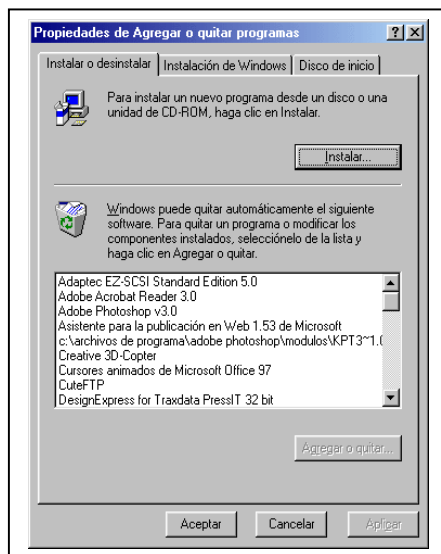 Propiedades de Agregar o quitar programas
Instalar o desinstalar
Instalación de Windows
Disco de inicio
Para instalar un nuevo programa desde un disco o una
unidad de CD-ROM, haga clic en Instalar.
Instalar...
Windows puede quitar automáticamente el siguiente
software. Para quitar un programa o modificar los
componentes instalados, selecciónelo de la lista y
haga clic en Agregar o quitar.
Adaptec EZ-SCSI Standard Edition 5.0
Adobe Acrobat Reader 3.0
Adobe Photoshop v3.0
Asistente para la publicación en Web 1.53 de Microsoft
c:\archivos de programa\adobe photoshop\modulos\KPT3~1.(
Creative 3D-Copter
Cursores animados de Microsoft Office 97
CuteFTP
DesignExpress for Traxdata PressIT 32 bit
Agregar o quitar...
Aceptar
Cancelar
Aplicar